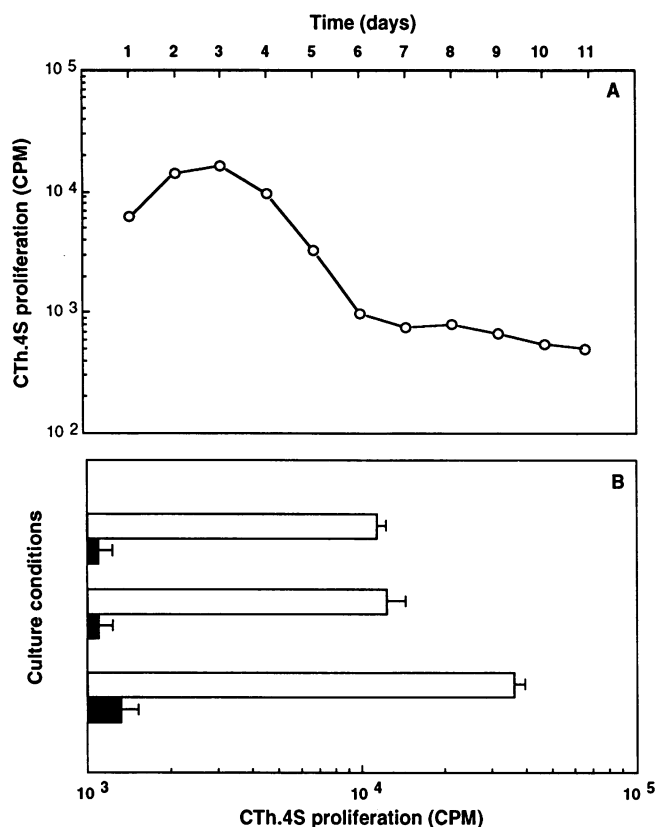 Time (days)
1 2 3 4 5 6 7 8 9 10 11
A
10 5
10 4
10 3
10 2
CTh.4S proliferation (CPM)
B
Culture conditions
10 3 10 4 10 5
CTh.4S proliferation (CPM)